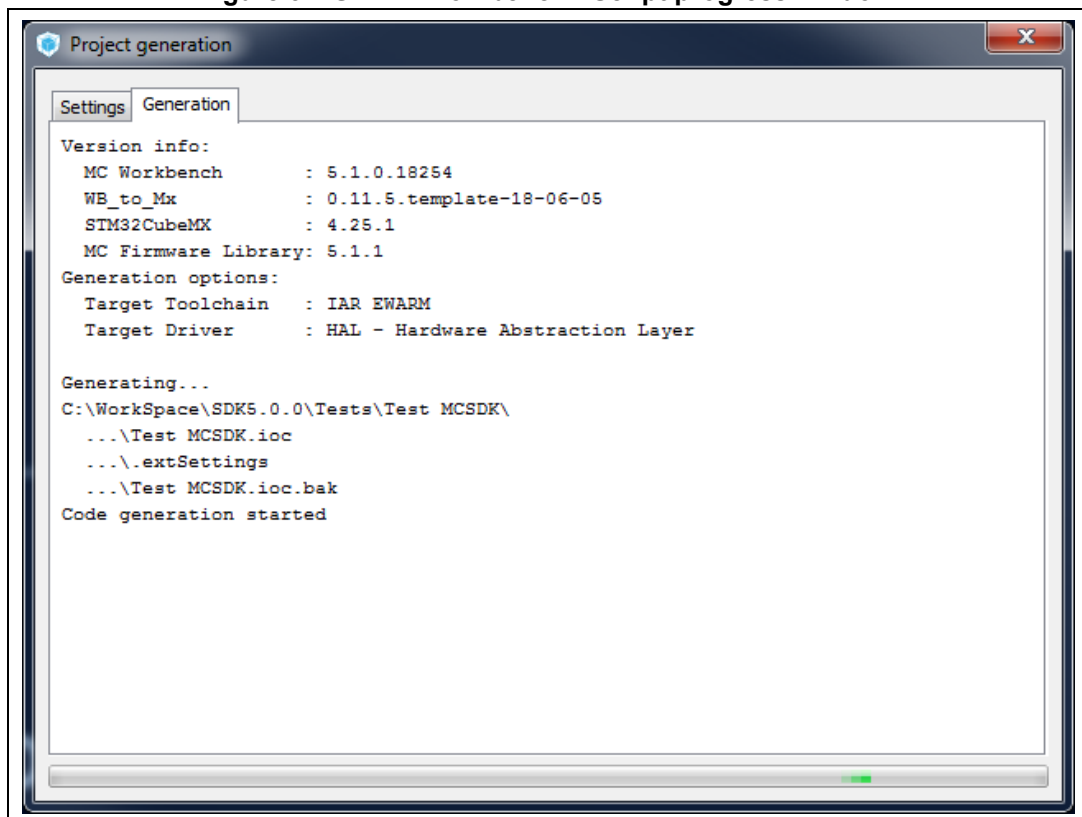 Project generation
Settings Generation
Version info:
MC Workbench : 5.1.0.18254
WB_to_Mx : 0.11.5.template-18-06-05
STM32CubeMX : 4.25.1
MC Firmware Library: 5.1.1
Generation options:
Target Toolchain : IAR EWARM
Target Driver : HAL - Hardware Abstraction Layer
Generating...
C:\WorkSpace\SDK5.0.0\Tests\Test MCSDK\
...\Test MCSDK.ioc
...\.extSettings
...\Test MCSDK.ioc.bak
Code generation started